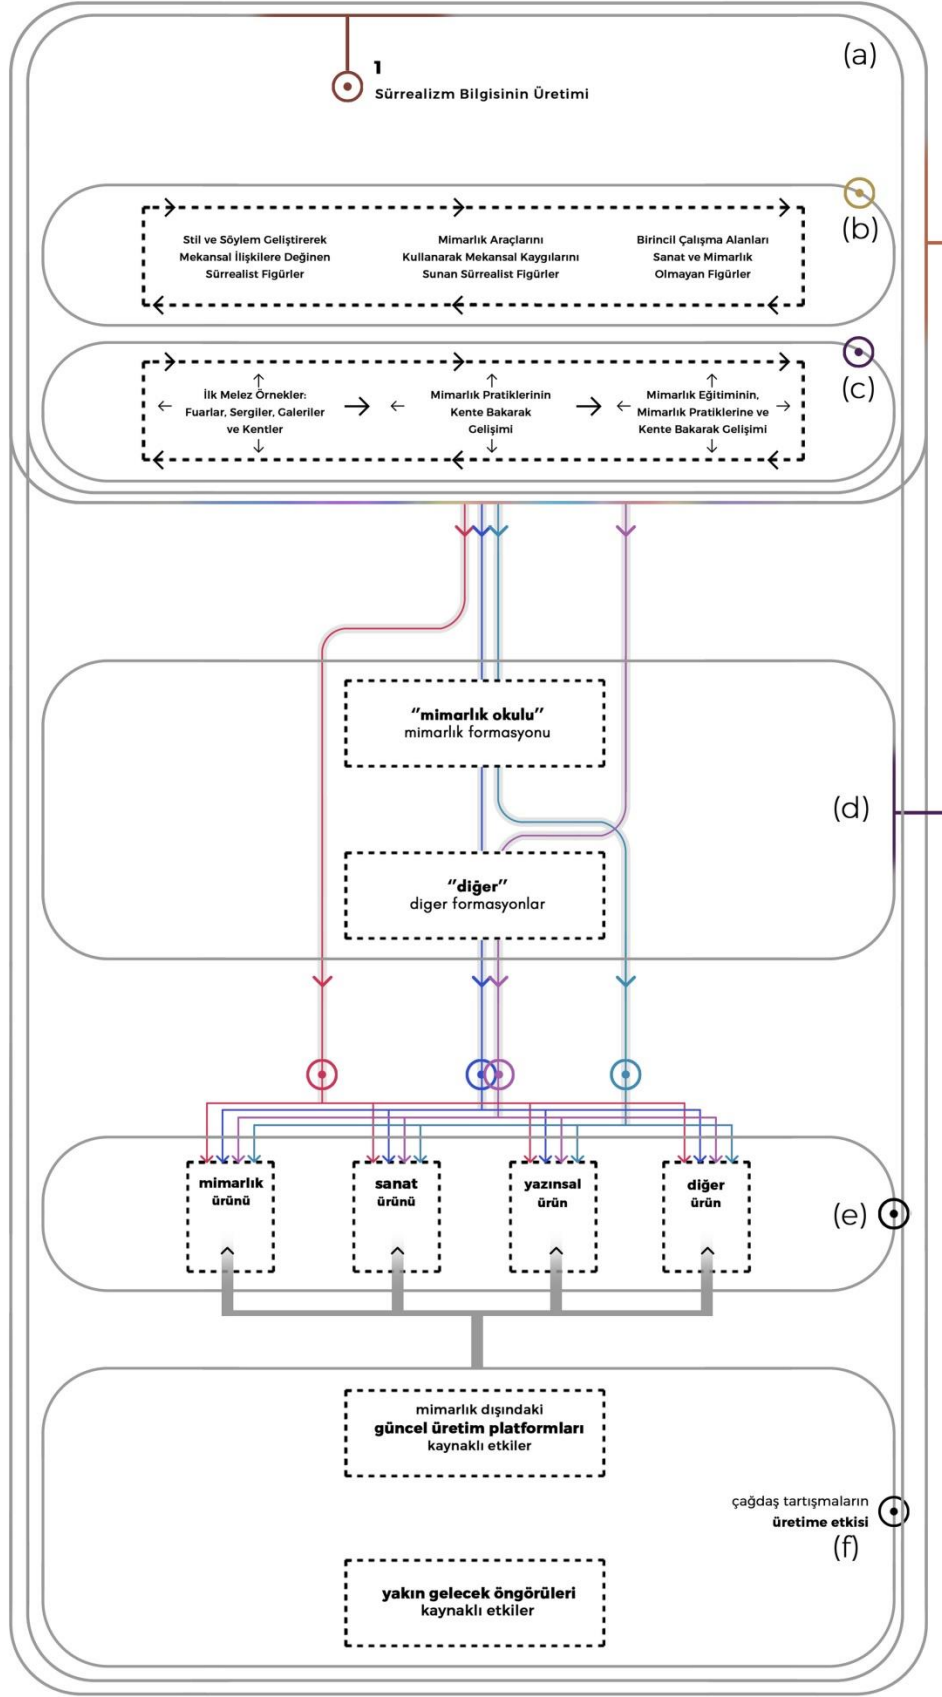 (a)
1
Sürrealizm Bilgisinin Üretimi
(b)
Stil ve Söylem Geliştirerek
Mekansal İlişkilere Değinen
Sürrealist Figürler
Mimarlık Araçlarını
Kullanarak Mekansal Kaygılarını
Sunan Sürrealist Figürler
Birincil Çalışma Alanları
Sanat ve Mimarlık
Olmayan Figürler
(c)
İlk Melez Örnekler:
Fuarlar, Sergiler, Galeriler
ve Kentler
Mimarlık Pratiklerinin
Kente Bakarak
Gelişimi
Mimarlık Eğitiminin,
Mimarlık Pratiklerine ve
Kente Bakarak Gelişimi
"mimarlık okulu"
mimarlık formasyonu
(d)
"diğer"
diger formasyonlar
mimarlık
ürünü
sanat
ürünü
yazınsal
ürün
diğer
ürün
(e)
mimarlık dışındaki
güncel üretim platformları
kaynaklı etkiler
çağdaş tartışmaların
üretime etkisi
(f)
yakın gelecek öngörüleri
kaynaklı etkiler